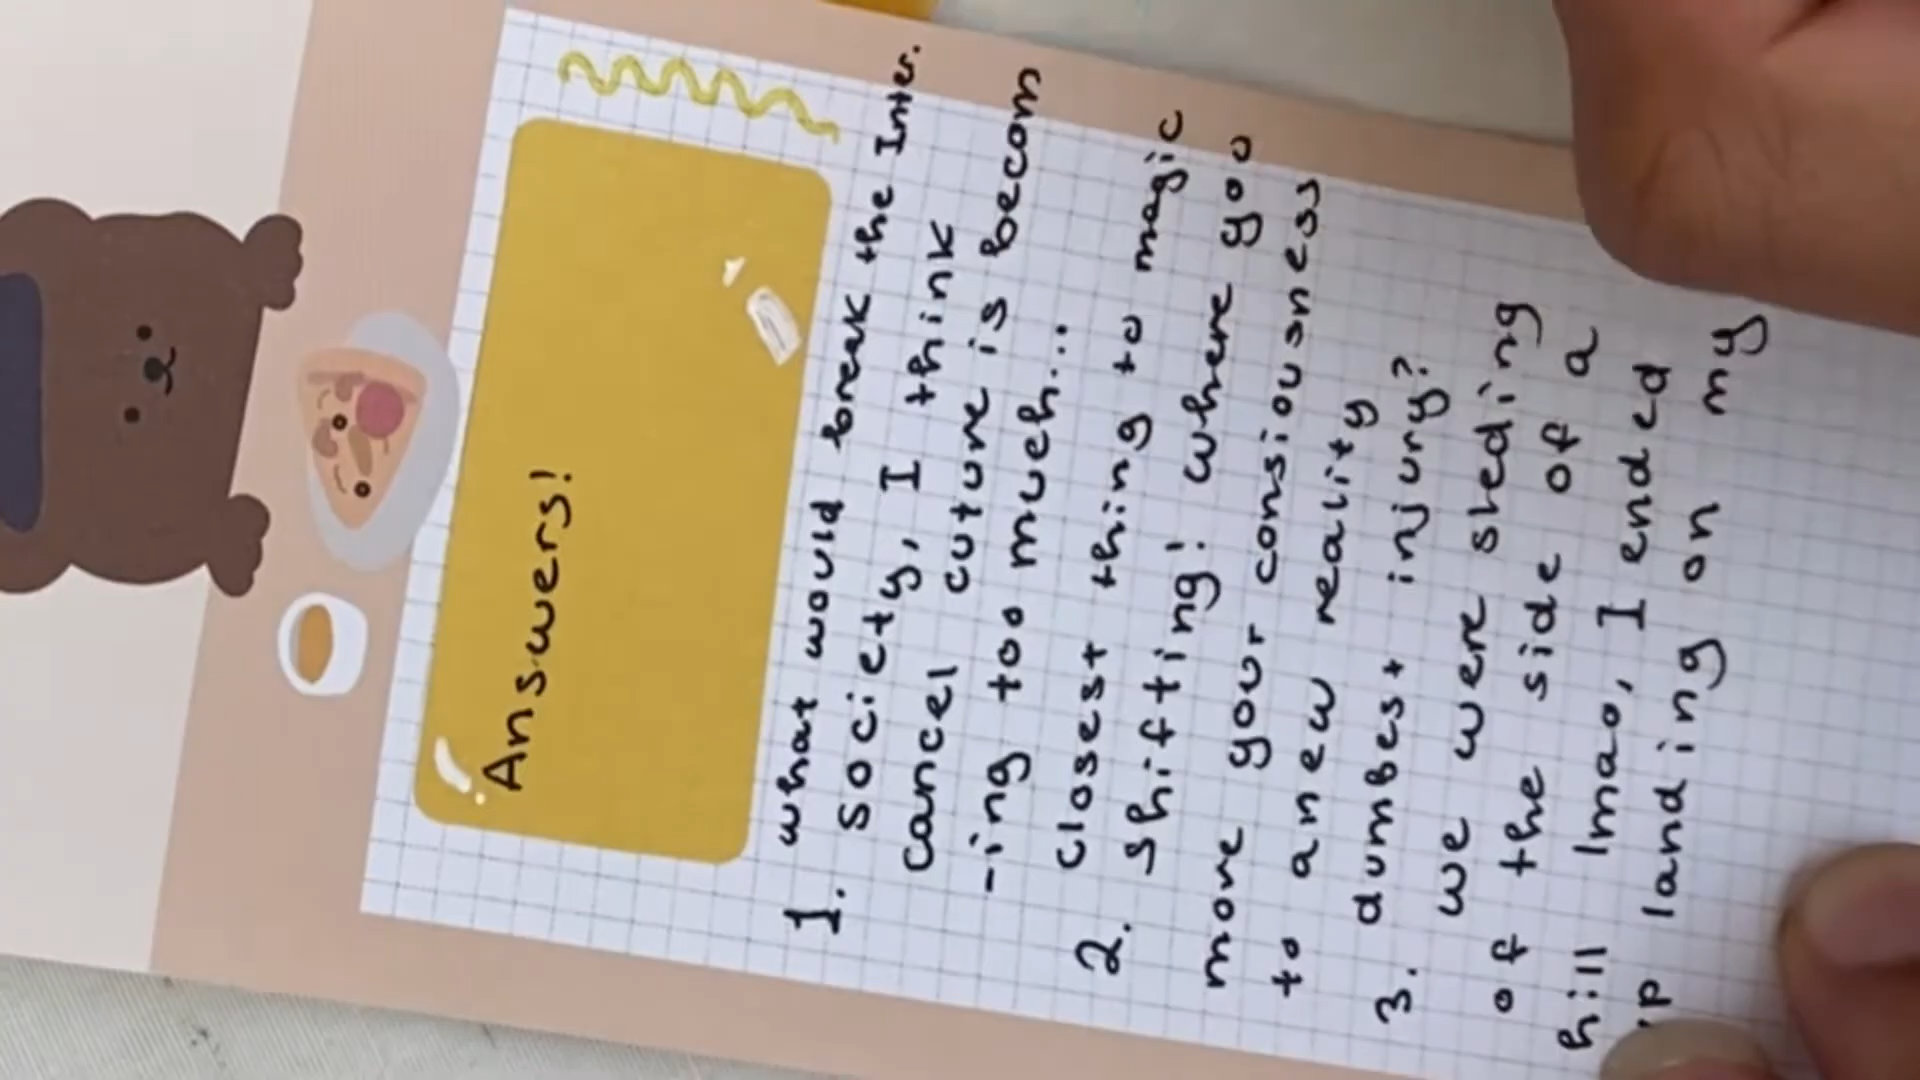 Answers!
1. what would break the Inter.
society, I think
cancel cuture is becom
-ing too much...
2. closest thing to magic
shifting! where you
move your consiousness
to a new reality
3. dumbest injury?
we were sleding
of the side of a
hill lmao, I ended
up landing on my